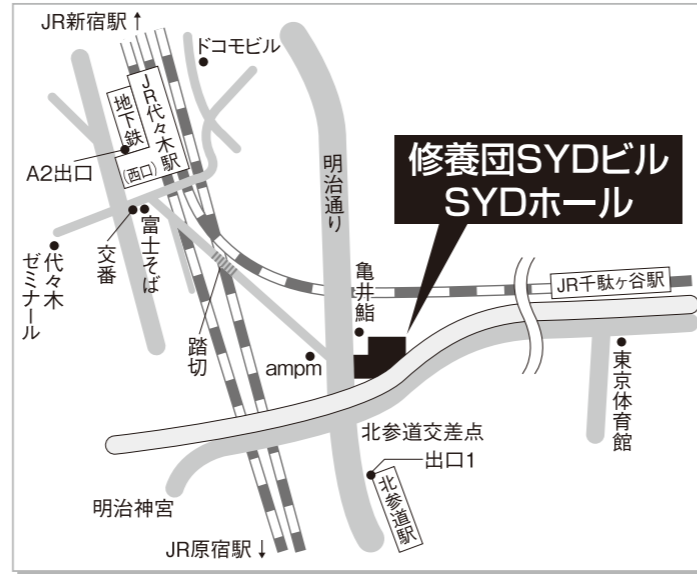 JR新宿駅↑
ドコモビル
地下鉄
JR代々木駅
(西口)
A2出口
交番
富士そば
代々木
ゼミナール
踏切
明治通り
修養団SYDビル
SYDホール
亀井鮨
JR千駄ヶ谷駅
ampm
東京体育館
北参道交差点
出口1
北参道駅
明治神宮
JR原宿駅↓